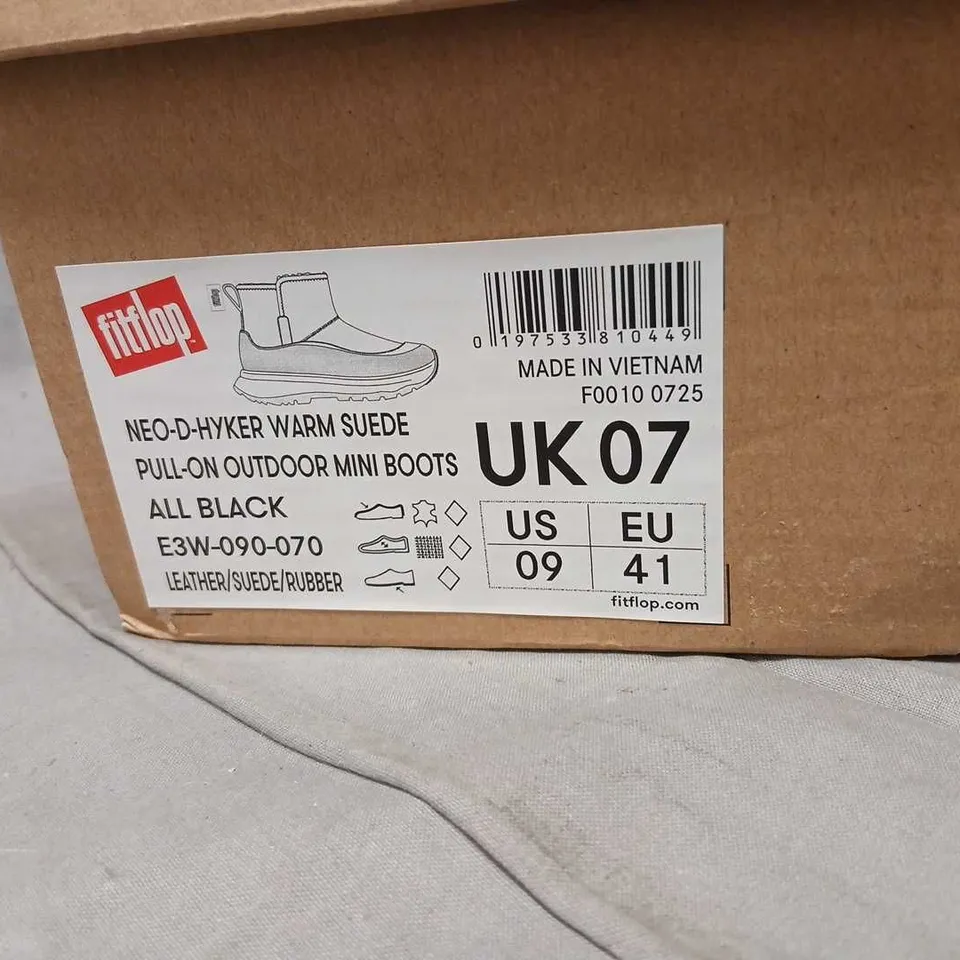 fitflop
0 197533 810449
MADE IN VIETNAM
F0010 0725
NEO-D-HYKER WARM SUEDE
PULL-ON OUTDOOR MINI BOOTS
ALL BLACK
E3W-090-070
LEATHER/SUEDE/RUBBER
UK 07
US EU
09 41
fitflop.com